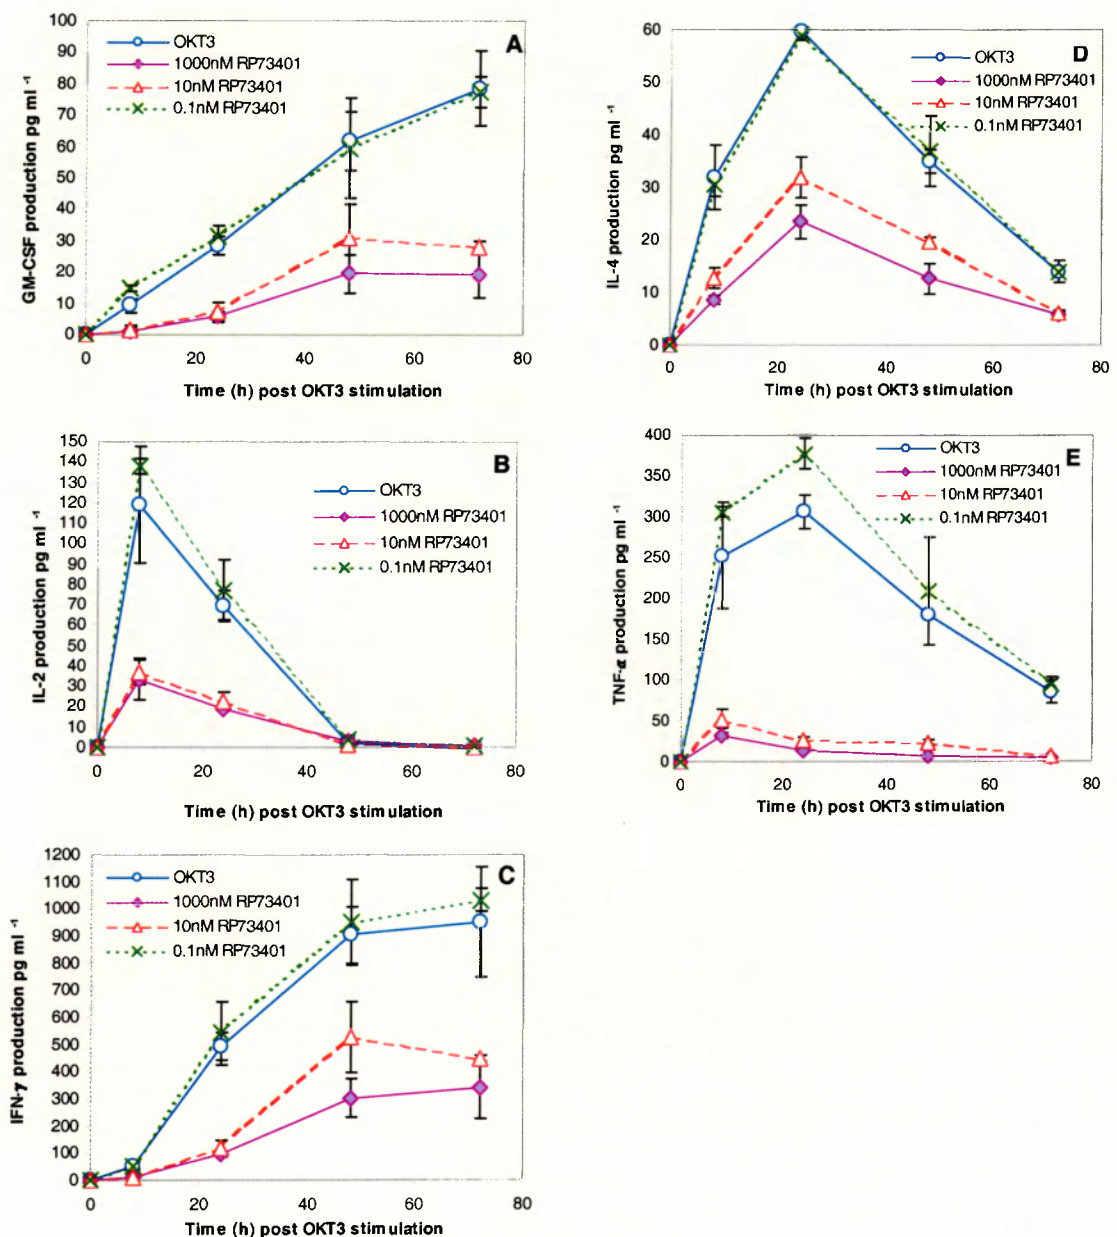 A
OKT3
1000nM RP73401
10nM RP73401
0.1nM RP73401
GM-CSF production pg ml -1
100
90
80
70
60
50
40
30
20
10
0
0 20 40 60 80
Time (h) post OKT3 stimulation
D
OKT3
1000nM RP73401
10nM RP73401
0.1nM RP73401
IL-4 production pg ml -1
60
50
40
30
20
10
0
0 20 40 60 80
Time (h) post OKT3 stimulation
B
OKT3
1000nM RP73401
10nM RP73401
0.1nM RP73401
IL-2 production pg ml -1
150
140
130
120
110
100
90
80
70
60
50
40
30
20
10
0
0 20 40 60 80
Time (h) post OKT3 stimulation
E
OKT3
1000nM RP73401
10nM RP73401
0.1nM RP73401
TNF-α production pg ml -1
400
350
300
250
200
150
100
50
0
0 20 40 60 80
Time (h) post OKT3 stimulation
C
OKT3
1000nM RP73401
10nM RP73401
0.1nM RP73401
IFN-γ production pg ml -1
1200
1100
1000
900
800
700
600
500
400
300
200
100
0
0 20 40 60 80
Time (h) post OKT3 stimulation